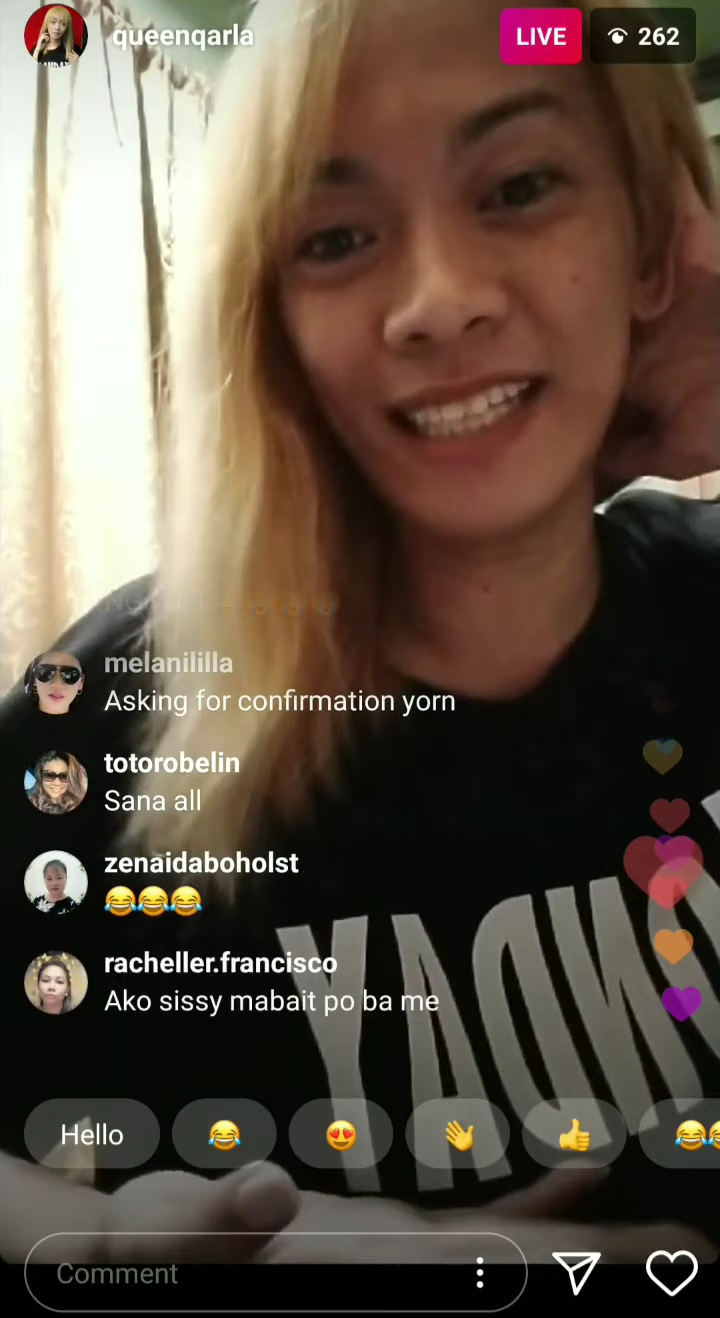 queenqarla
LIVE
262
melanililla
Asking for confirmation yorn
totorobelin
Sana all
zenaidaboholst
😂😂😂
racheller.francisco
Ako sissy mabait po ba me
Hello
😂
😍
👋
👍
Comment